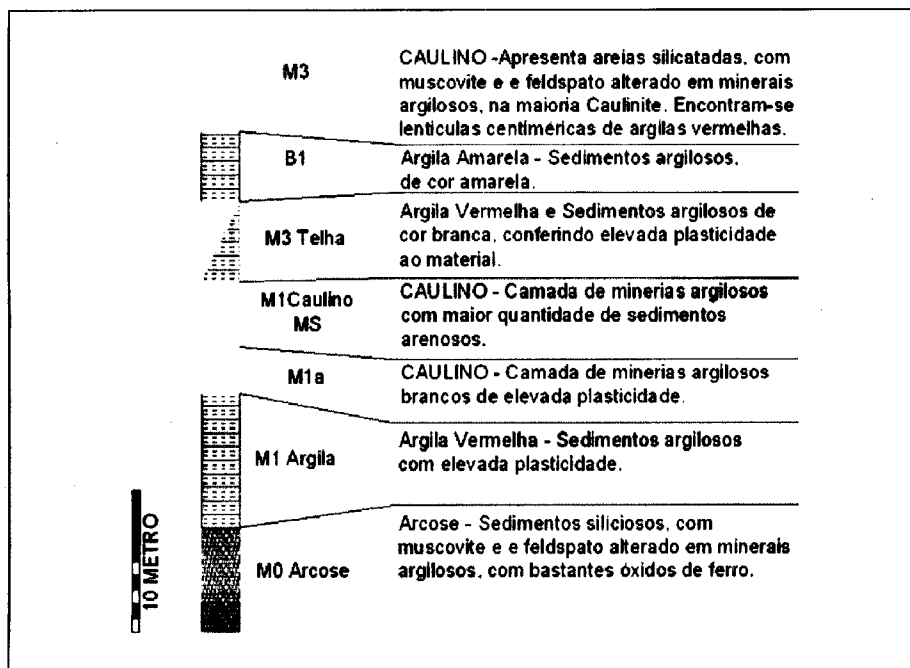 M3
CAULINO -Apresenta areias silicatadas, com
muscovite e e feldspato alterado em minerais
argilosos, na maioria Caulinite. Encontram-se
lentículas centiméricas de argilas vermelhas.
B1
Argila Amarela - Sedimentos argilosos,
de cor amarela.
M3 Telha
Argila Vermelha e Sedimentos argilosos de
cor branca, conferindo elevada plasticidade
ao material.
M1Caulino
MS
CAULINO - Camada de minerias argilosos
com maior quantidade de sedimentos
arenosos.
M1a
CAULINO - Camada de minerias argilosos
brancos de elevada plasticidade.
M1 Argila
Argila Vermelha - Sedimentos argilosos
com elevada plasticidade.
M0 Arcose
Arcose - Sedimentos siliciosos, com
muscovite e e feldspato alterado em minerais
argilosos, com bastantes óxidos de ferro.
10 METRO